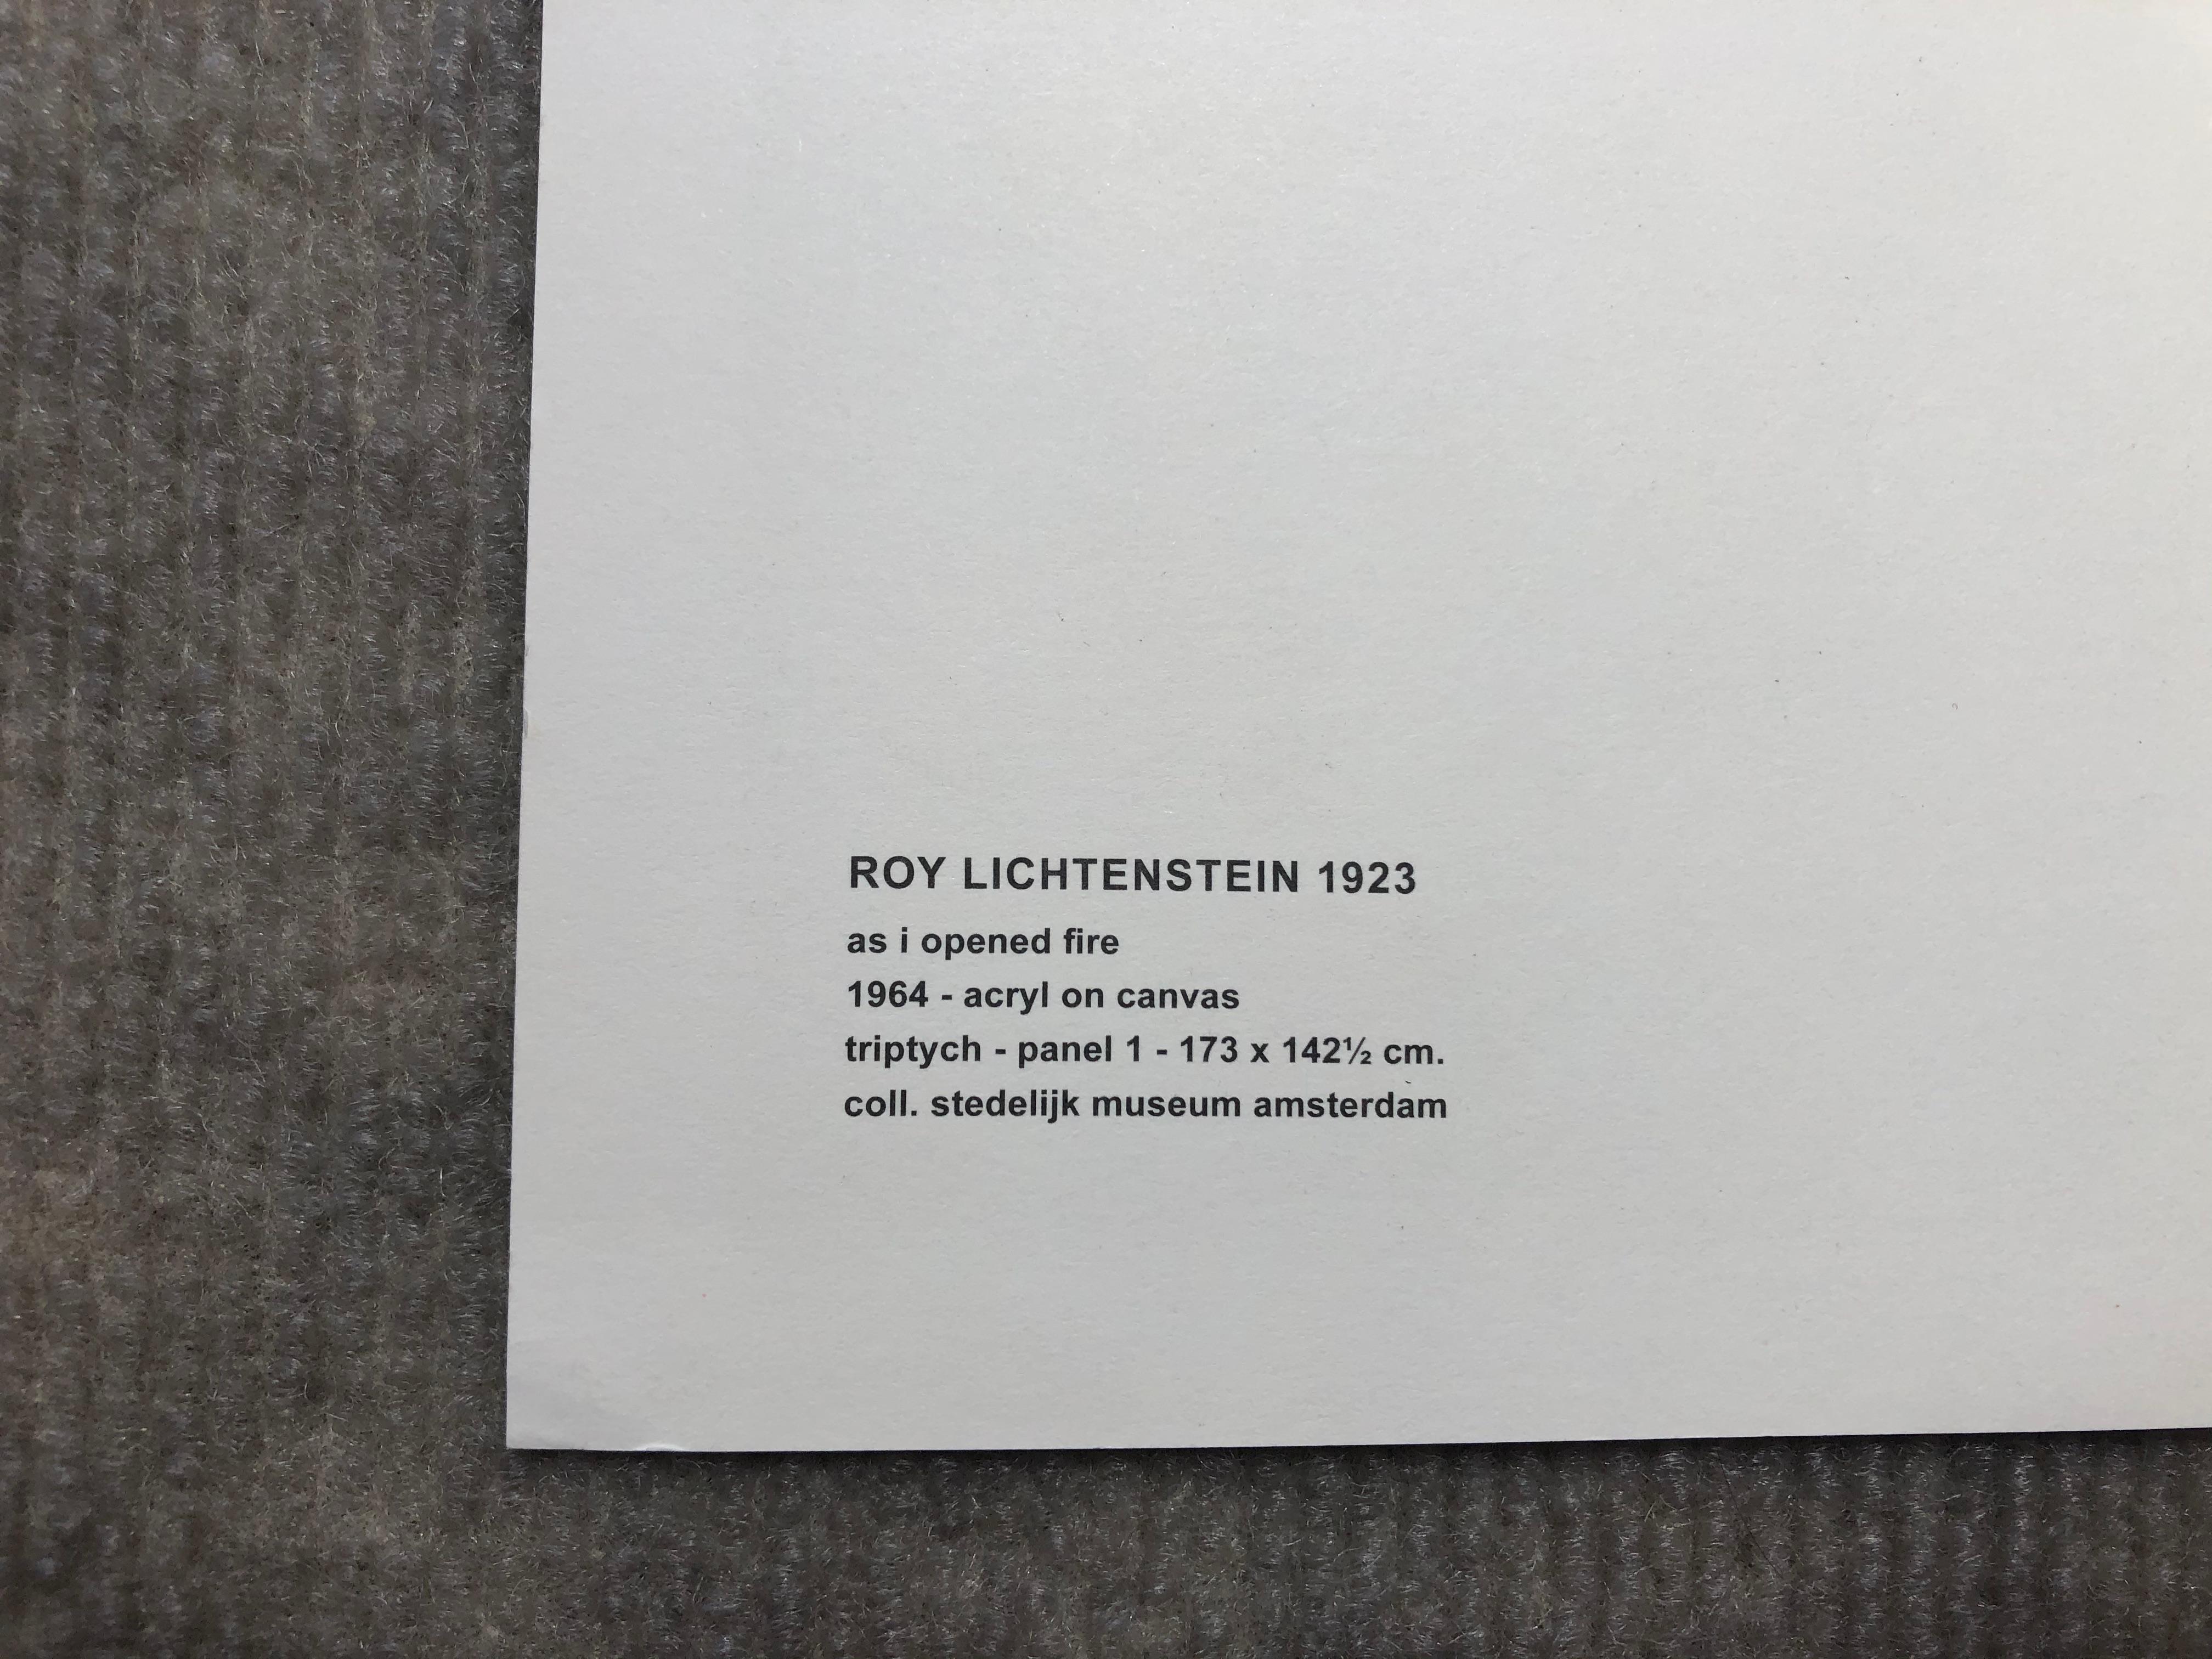 ROY LICHTENSTEIN 1923
as i opened fire
1964 - acryl on canvas
triptych - panel 1 - 173 x 142½ cm.
coll. stedelijk museum amsterdam